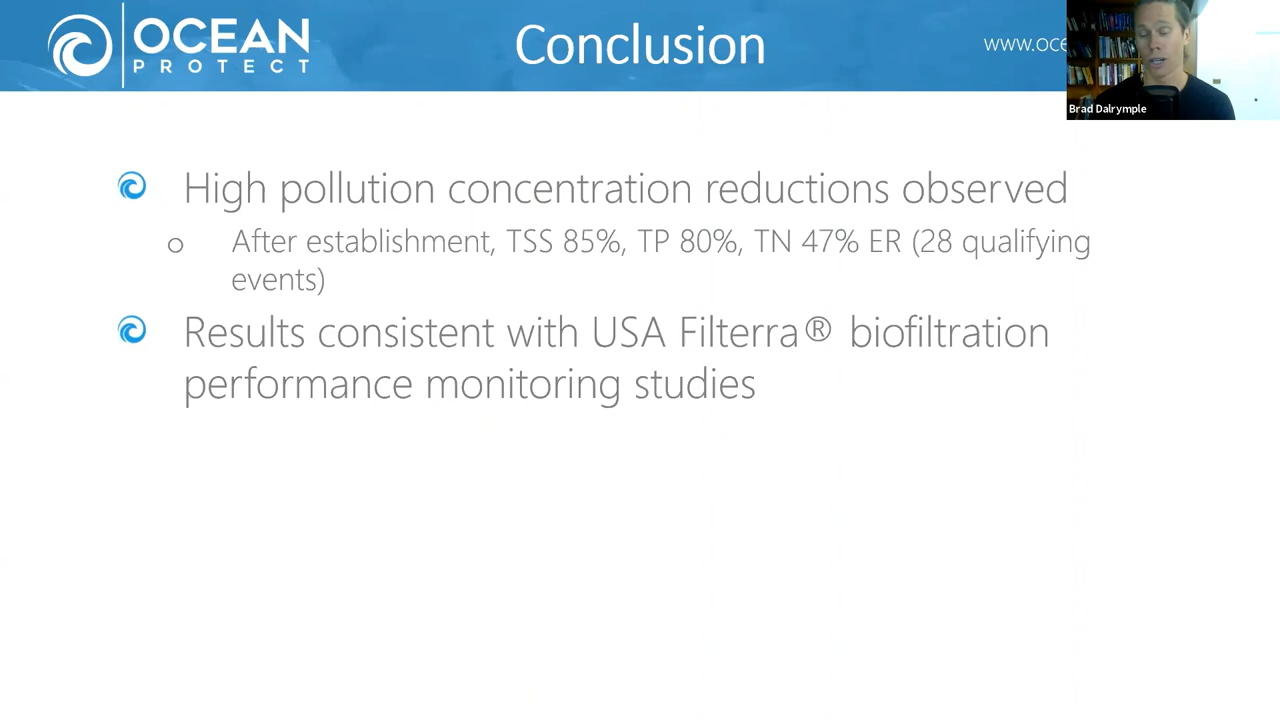 OCEAN
PROTECT
Conclusion
www.oce
Brad Dalrymple
High pollution concentration reductions observed
o After establishment, TSS 85%, TP 80%, TN 47% ER (28 qualifying
events)
Results consistent with USA Filterra® biofiltration
performance monitoring studies